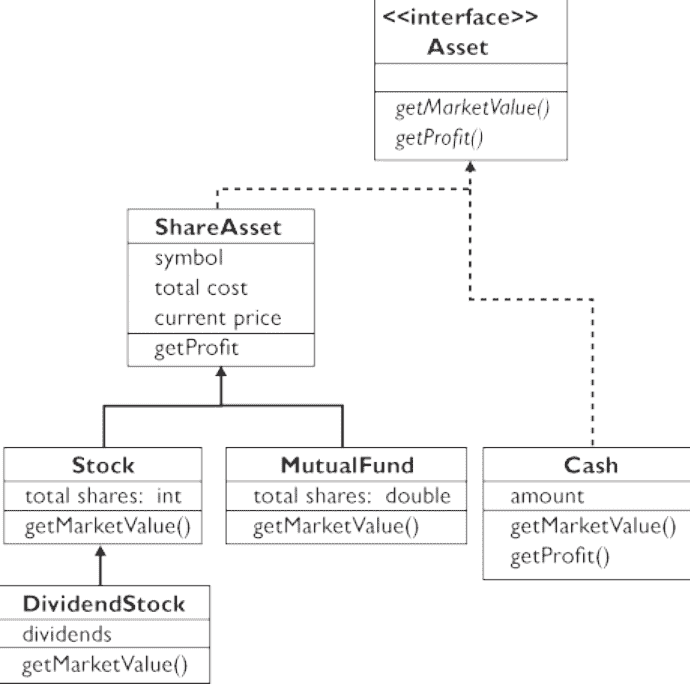 <<interface>>
Asset
getMarketValue()
getProfit()
ShareAsset
symbol
total cost
current price
getProfit
Stock
total shares: int
getMarketValue()
MutualFund
total shares: double
getMarketValue()
Cash
amount
getMarketValue()
getProfit()
DividendStock
dividends
getMarketValue()